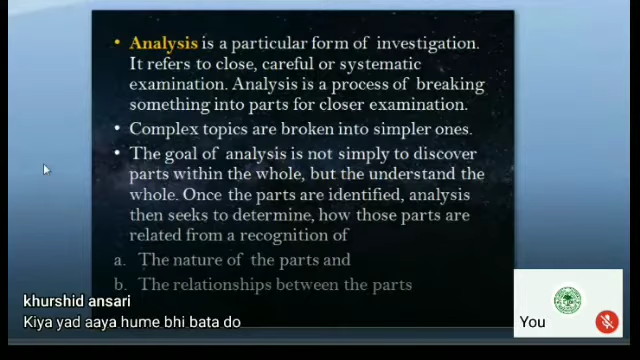 • Analysis is a particular form of investigation.
It refers to close, careful or systematic
examination. Analysis is a process of breaking
something into parts for closer examination.
• Complex topics are broken into simpler ones.
• The goal of analysis is not simply to discover
parts within the whole, but the understand the
whole. Once the parts are identified, analysis
then seeks to determine, how those parts are
related from a recognition of
a. The nature of the parts and
b. The relationships between the parts
khurshid ansari
Kiya yad aaya hume bhi bata do
You